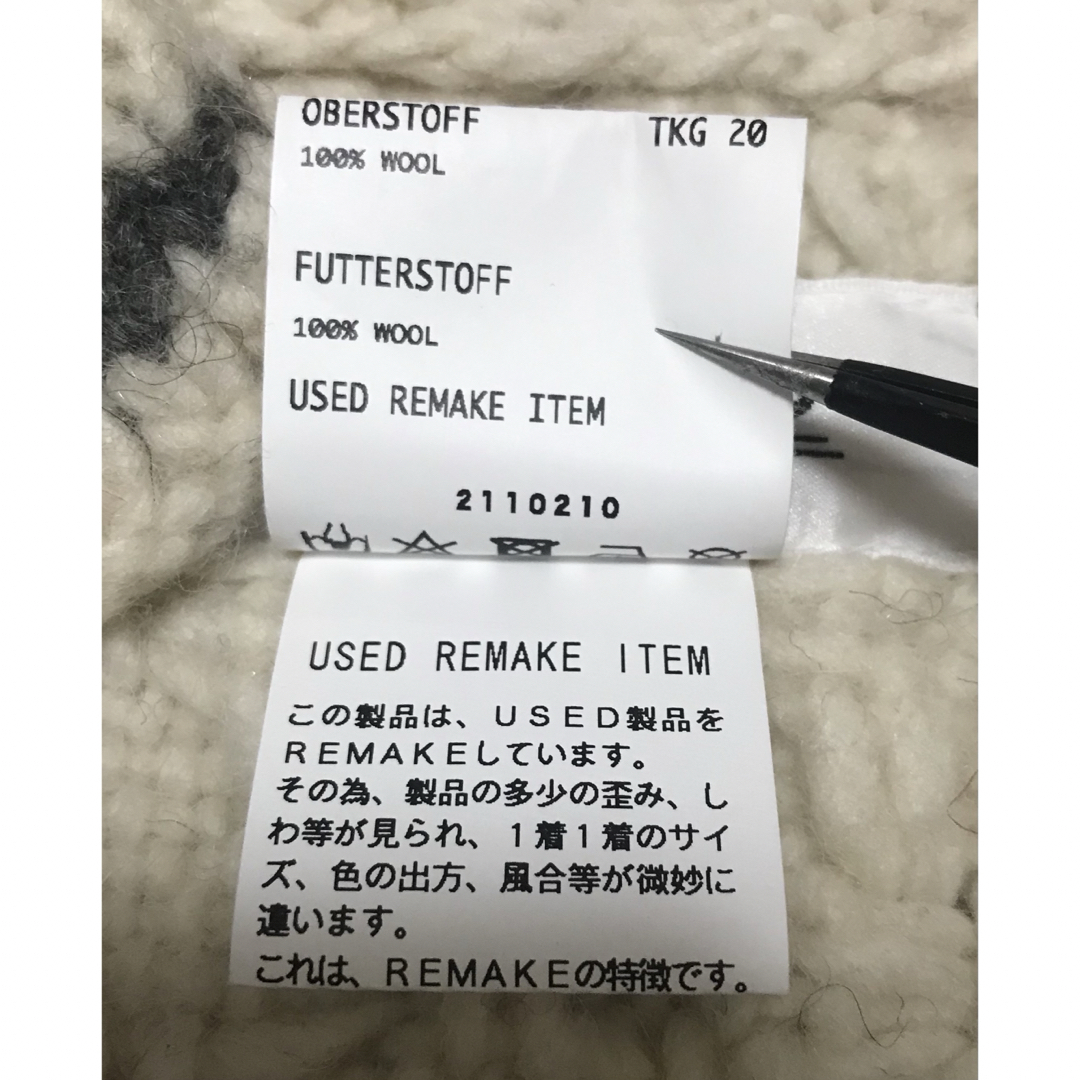 OBERSTOFF TKG 20
100% WOOL
FUTTERSTOFF
100% WOOL
USED REMAKE ITEM
2110210
USED REMAKE ITEM
この製品は、USED製品を
REMAKEしています。
その為、製品の多少の歪み、し
わ等が見られ、1着1着のサイ
ズ、色の出方、風合等が微妙に
違います。
これは、REMAKEの特徴です。